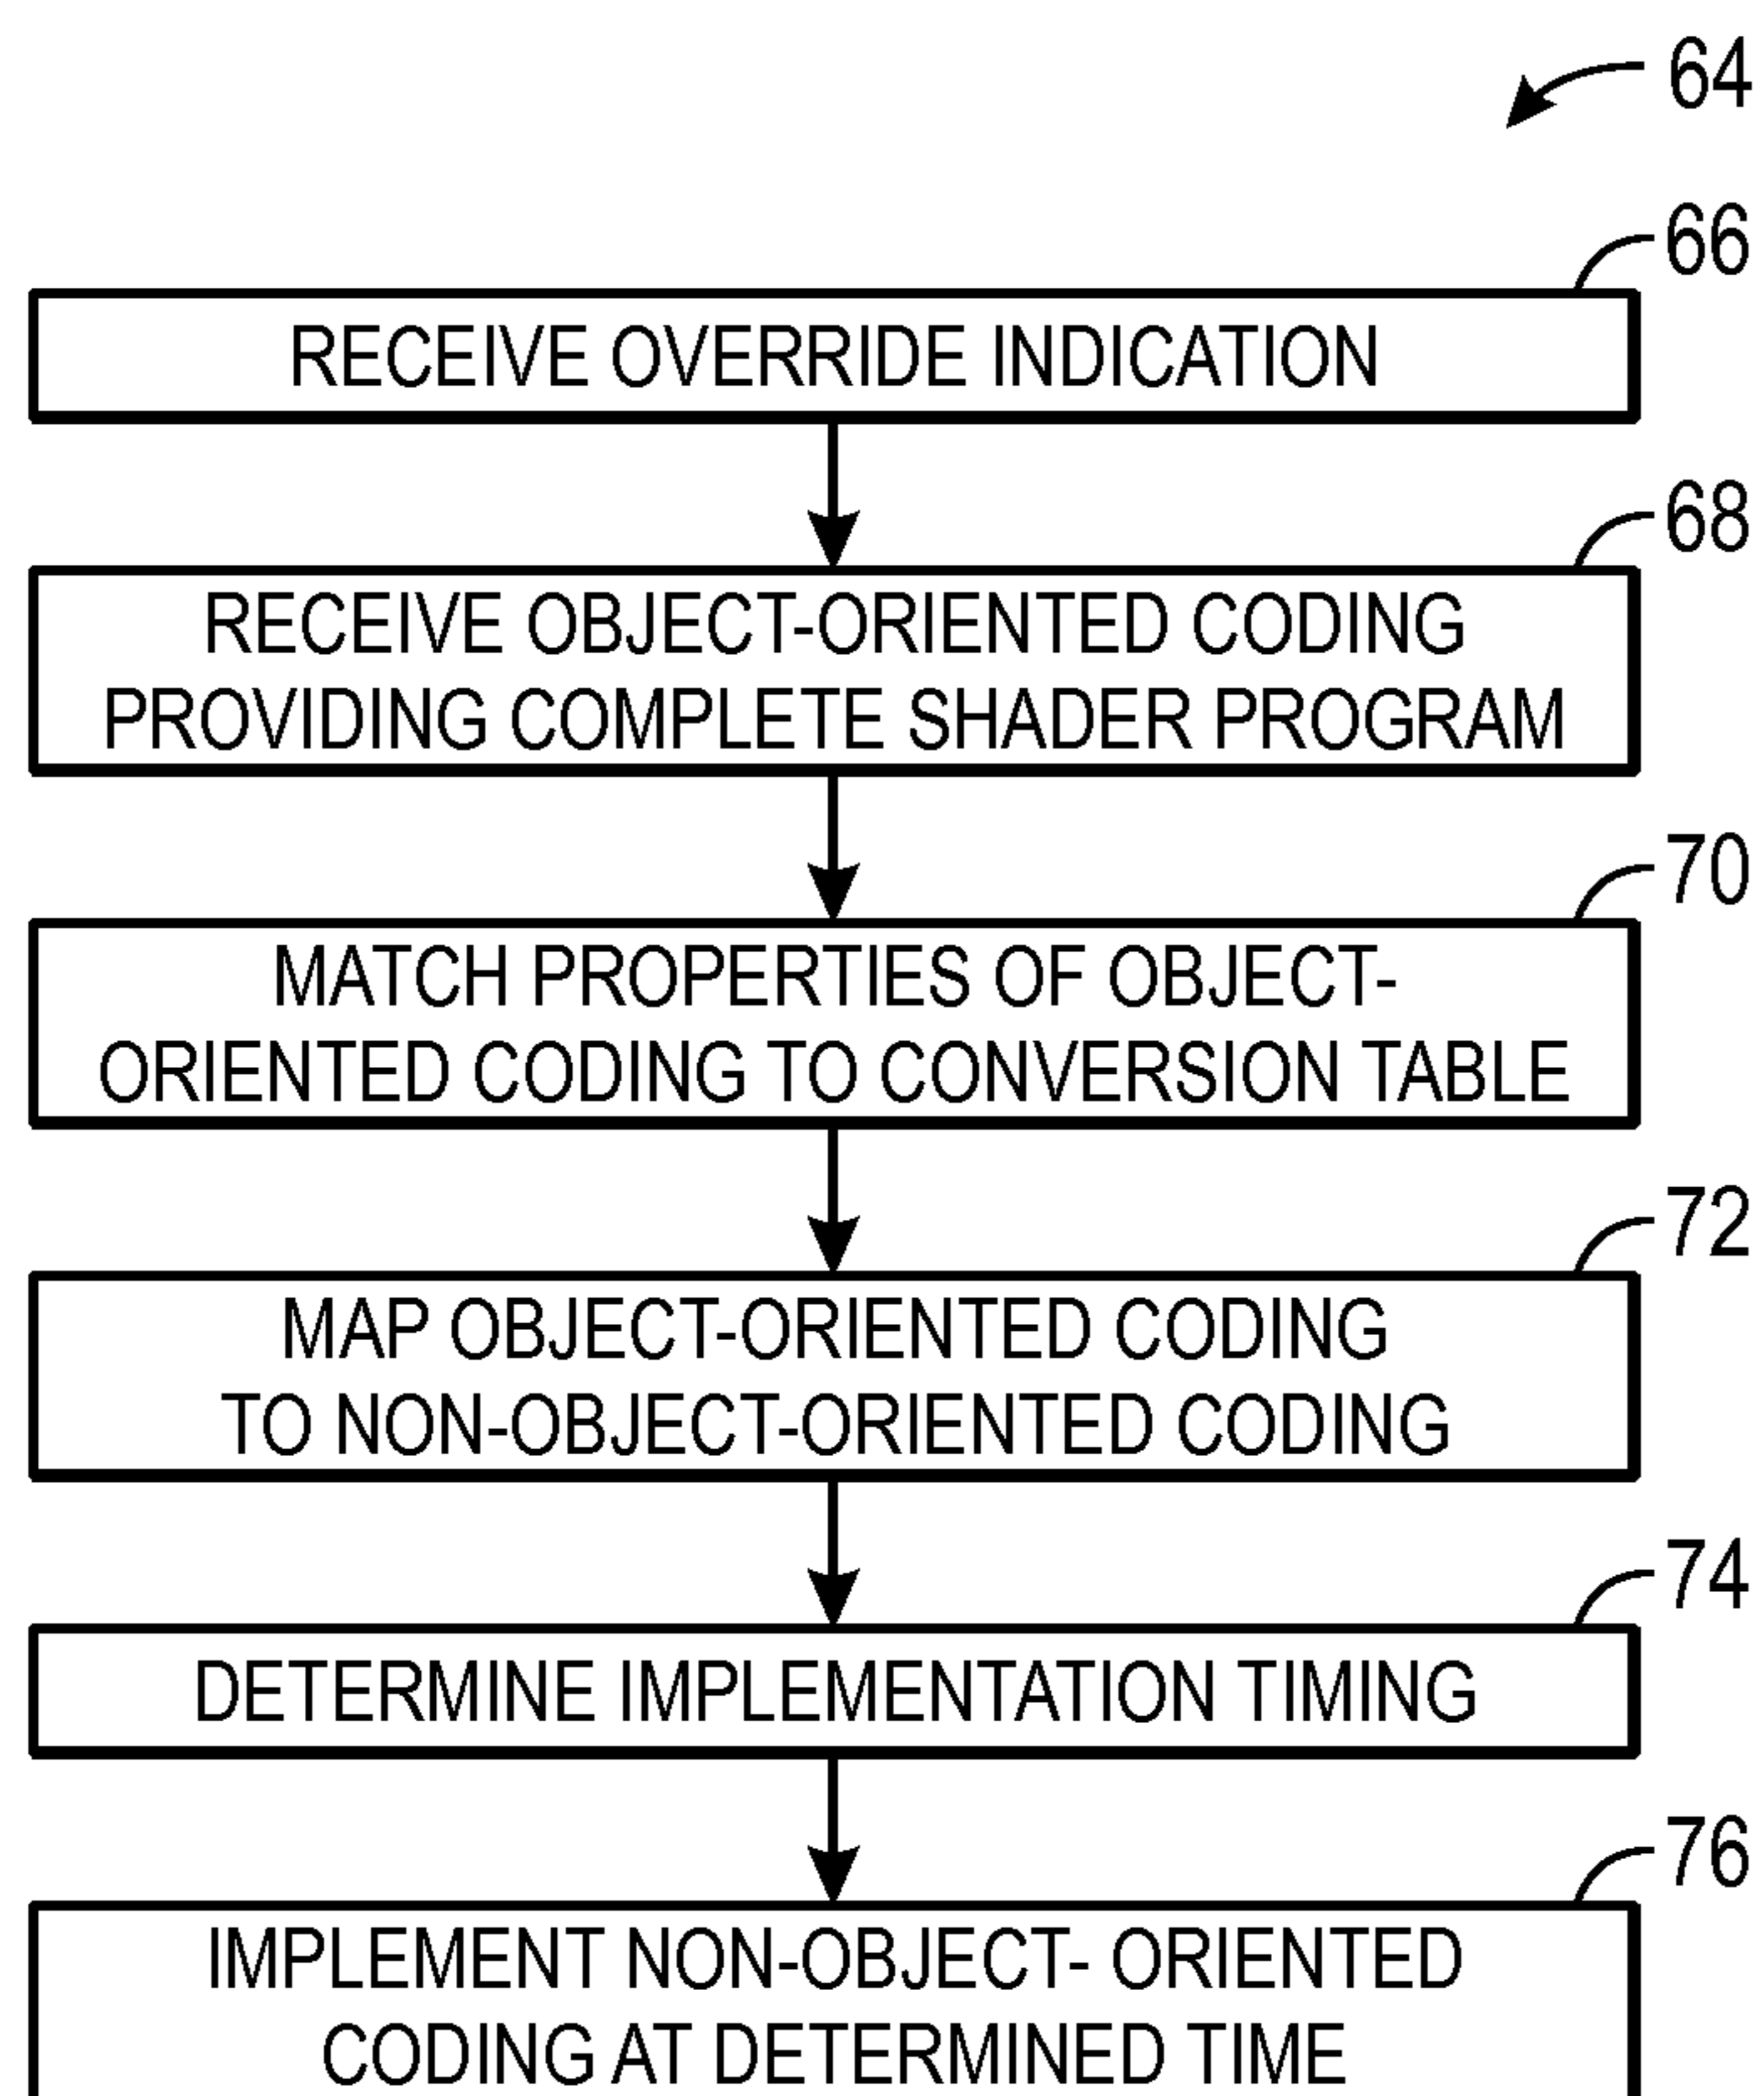 64
66
RECEIVE OVERRIDE INDICATION
68
RECEIVE OBJECT-ORIENTED CODING
PROVIDING COMPLETE SHADER PROGRAM
70
MATCH PROPERTIES OF OBJECT-
ORIENTED CODING TO CONVERSION TABLE
72
MAP OBJECT-ORIENTED CODING
TO NON-OBJECT-ORIENTED CODING
74
DETERMINE IMPLEMENTATION TIMING
76
IMPLEMENT NON-OBJECT- ORIENTED
CODING AT DETERMINED TIME